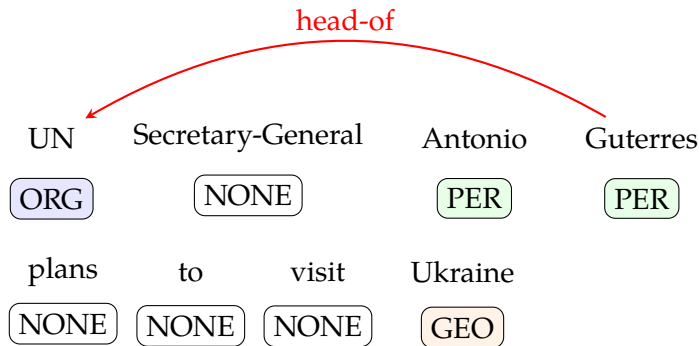 head-of
UN Secretary-General Antonio Guterres
ORG NONE PER PER
plans to visit Ukraine
NONE NONE NONE GEO